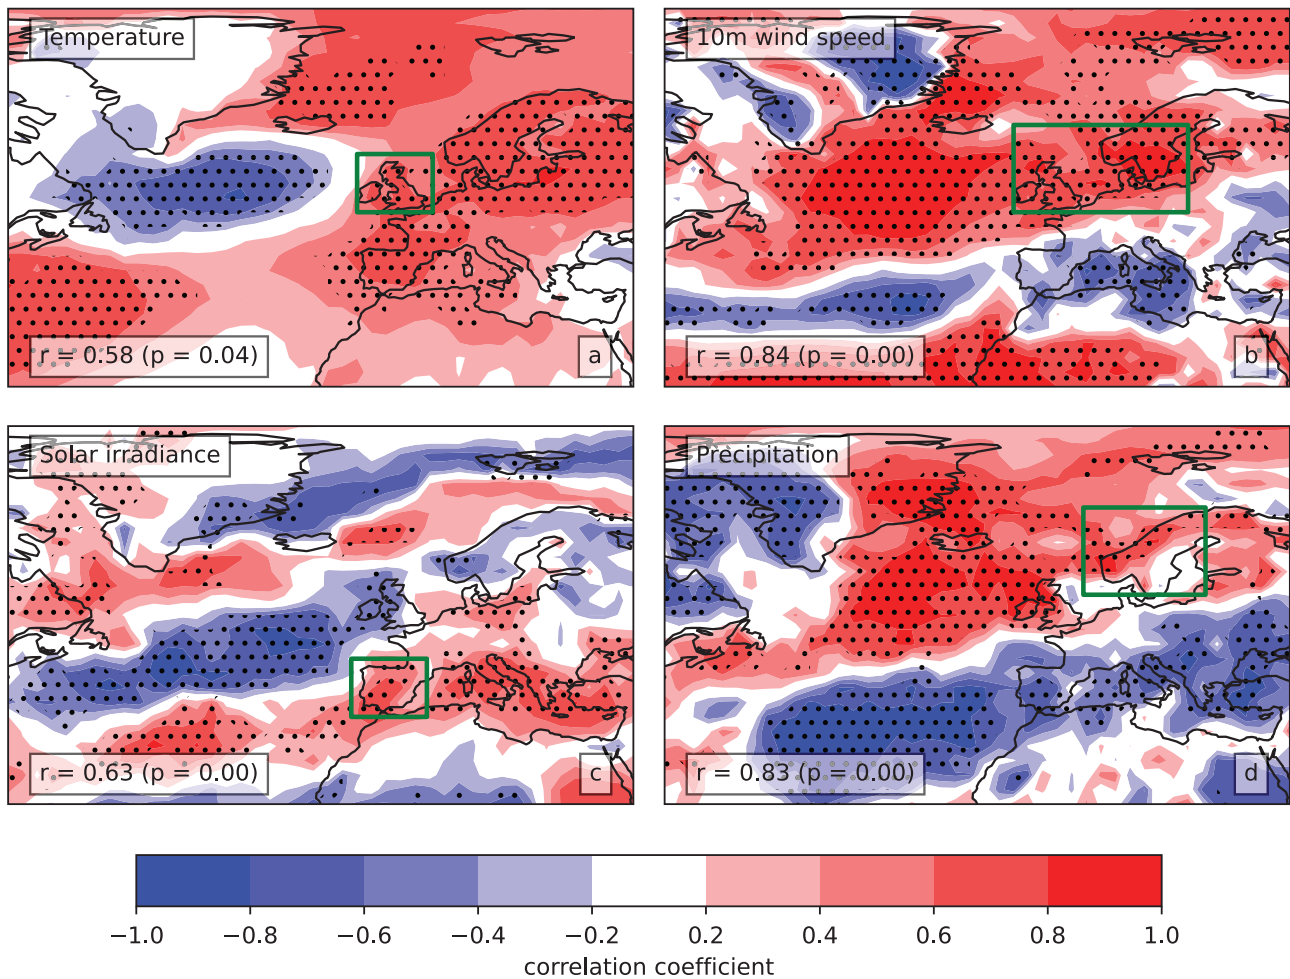 Temperature
10m wind speed
r = 0.58 (p = 0.04)
a
r = 0.84 (p = 0.00)
b
Solar irradiance
Precipitation
r = 0.63 (p = 0.00)
c
r = 0.83 (p = 0.00)
d
−1.0 −0.8 −0.6 −0.4 −0.2 0.2 0.4 0.6 0.8 1.0
correlation coefficient